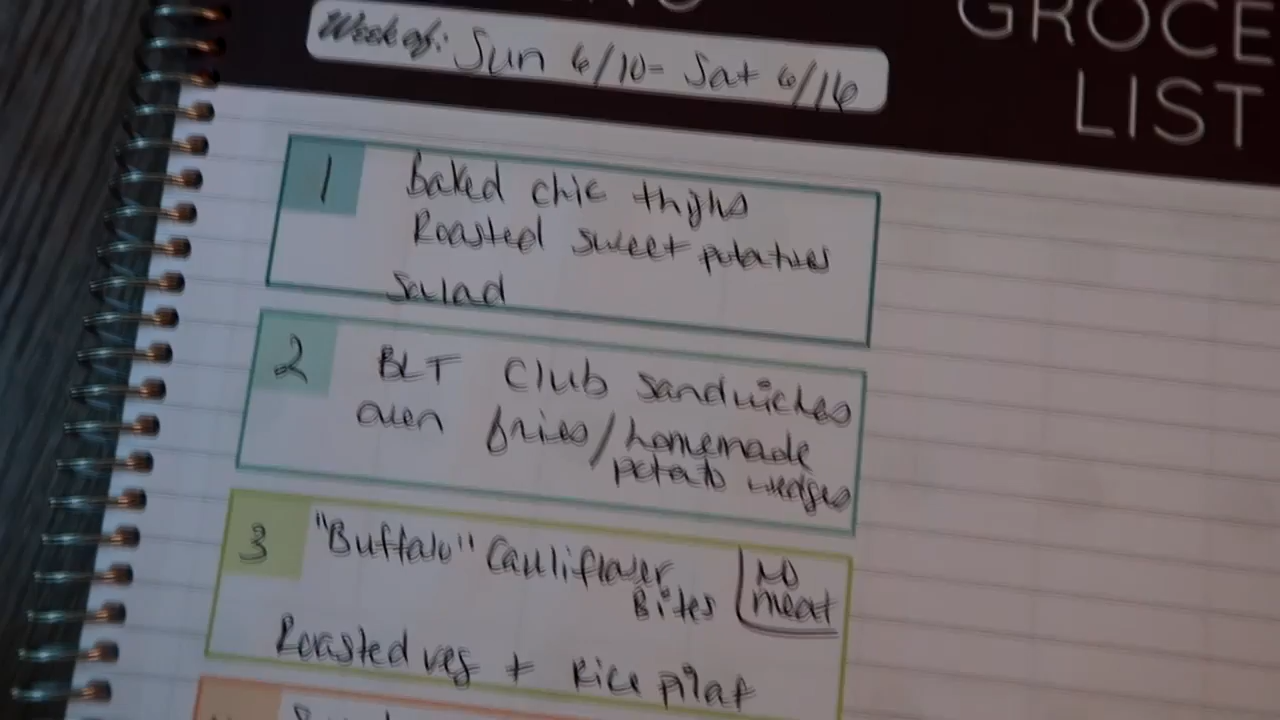 GROCE
LIST
Week of: Sun 6/10 - Sat 6/16
1
Baked chic thighs
Roasted sweet potatoes
Salad
2
BLT Club sandwiches
oven fries/homemade
potato wedges
3
"Buffalo" Cauliflower
Bites
NO
meat
Roasted veg + Rice pilaf